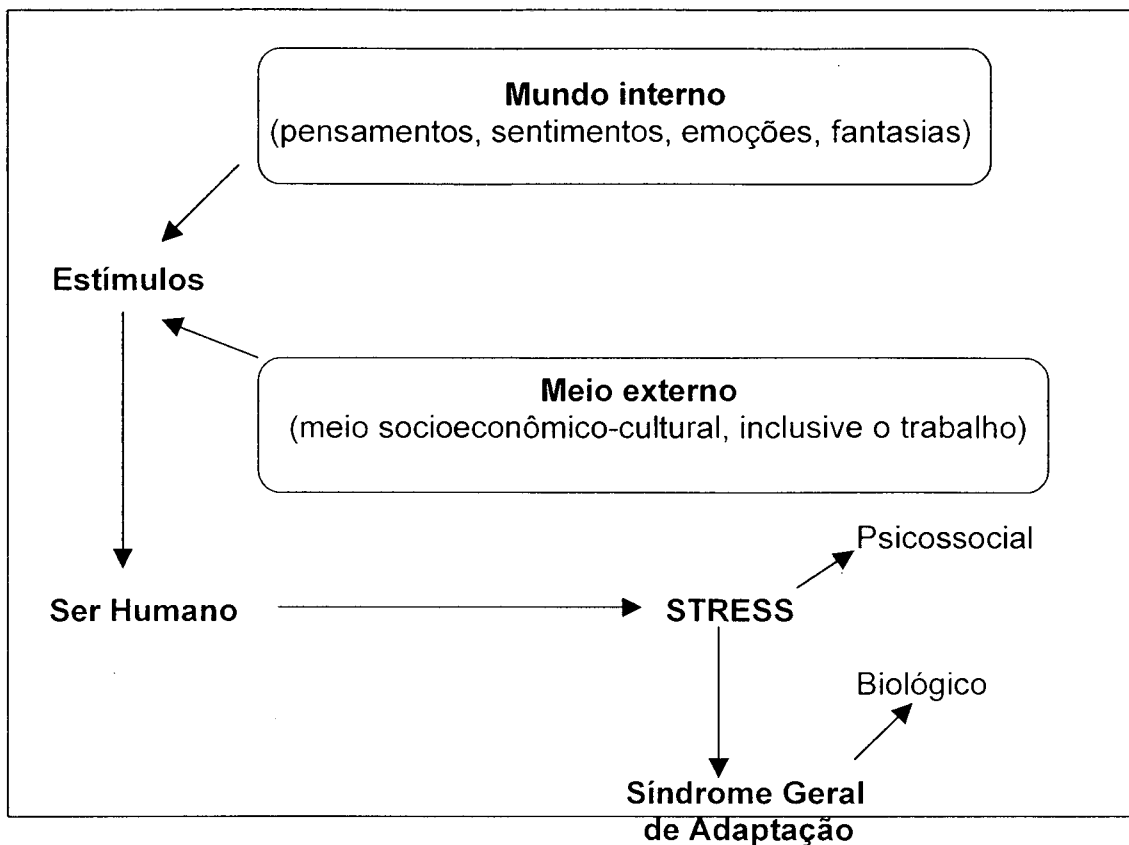 Mundo interno
(pensamentos, sentimentos, emoções, fantasias)
Estímulos
Meio externo
(meio socioeconômico-cultural, inclusive o trabalho)
Psicossocial
Ser Humano
STRESS
Biológico
Síndrome Geral
de Adaptação